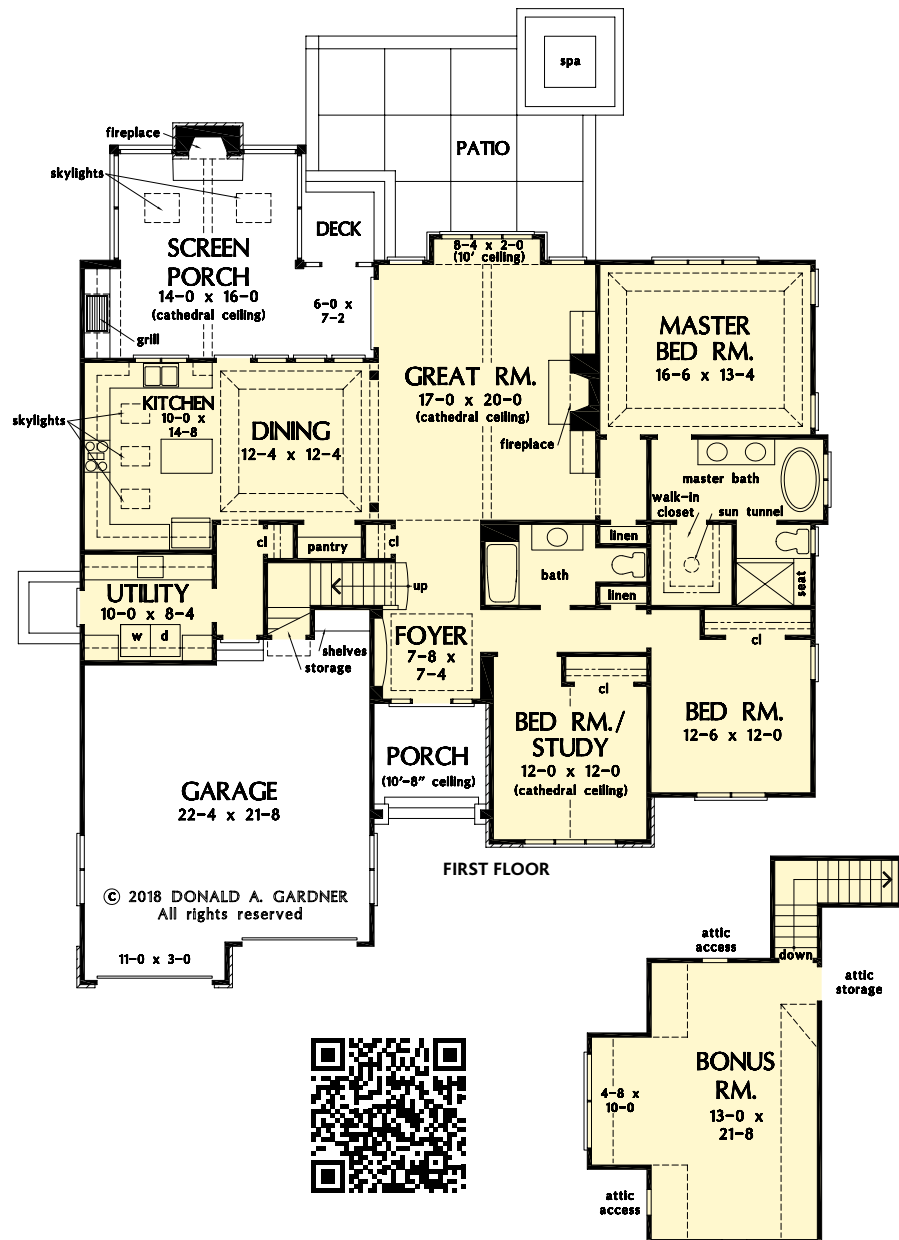 spa
fireplace
PATIO
skylights
DECK
SCREEN
PORCH
14-0 x 16-0
(cathedral ceiling)
8-4 x 2-0
(10' ceiling)
6-0 x
7-2
grill
MASTER
BED RM.
16-6 x 13-4
GREAT RM.
17-0 x 20-0
(cathedral ceiling)
fireplace
KITCHEN
10-0 x
14-8
skylights
DINING
12-4 x 12-4
master bath
walk-in
closet
sun tunnel
cl
pantry
cl
linen
bath
linen
seat
UTILITY
10-0 x 8-4
w d
up
FOYER
7-8 x
7-4
shelves
storage
cl
cl
BED RM.
12-6 x 12-0
BED RM./
STUDY
12-0 x 12-0
(cathedral ceiling)
PORCH
(10'-8" ceiling)
GARAGE
22-4 x 21-8
FIRST FLOOR
© 2018 DONALD A. GARDNER
All rights reserved
11-0 x 3-0
attic
access
down
attic
storage
BONUS
RM.
13-0 x
21-8
4-8 x
10-0
attic
access